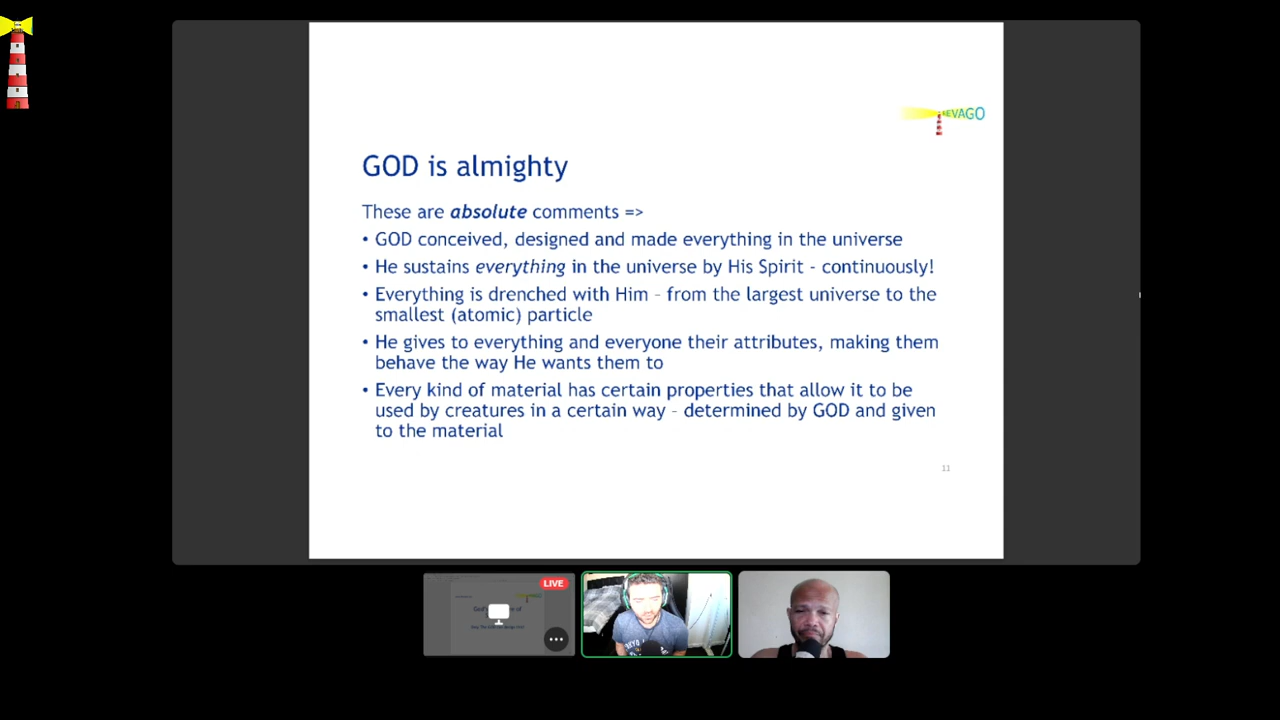 EVAGO
GOD is almighty
These are absolute comments =>
• GOD conceived, designed and made everything in the universe
• He sustains everything in the universe by His Spirit - continuously!
• Everything is drenched with Him – from the largest universe to the
smallest (atomic) particle
• He gives to everything and everyone their attributes, making them
behave the way He wants them to
• Every kind of material has certain properties that allow it to be
used by creatures in a certain way – determined by GOD and given
to the material
11
LIVE